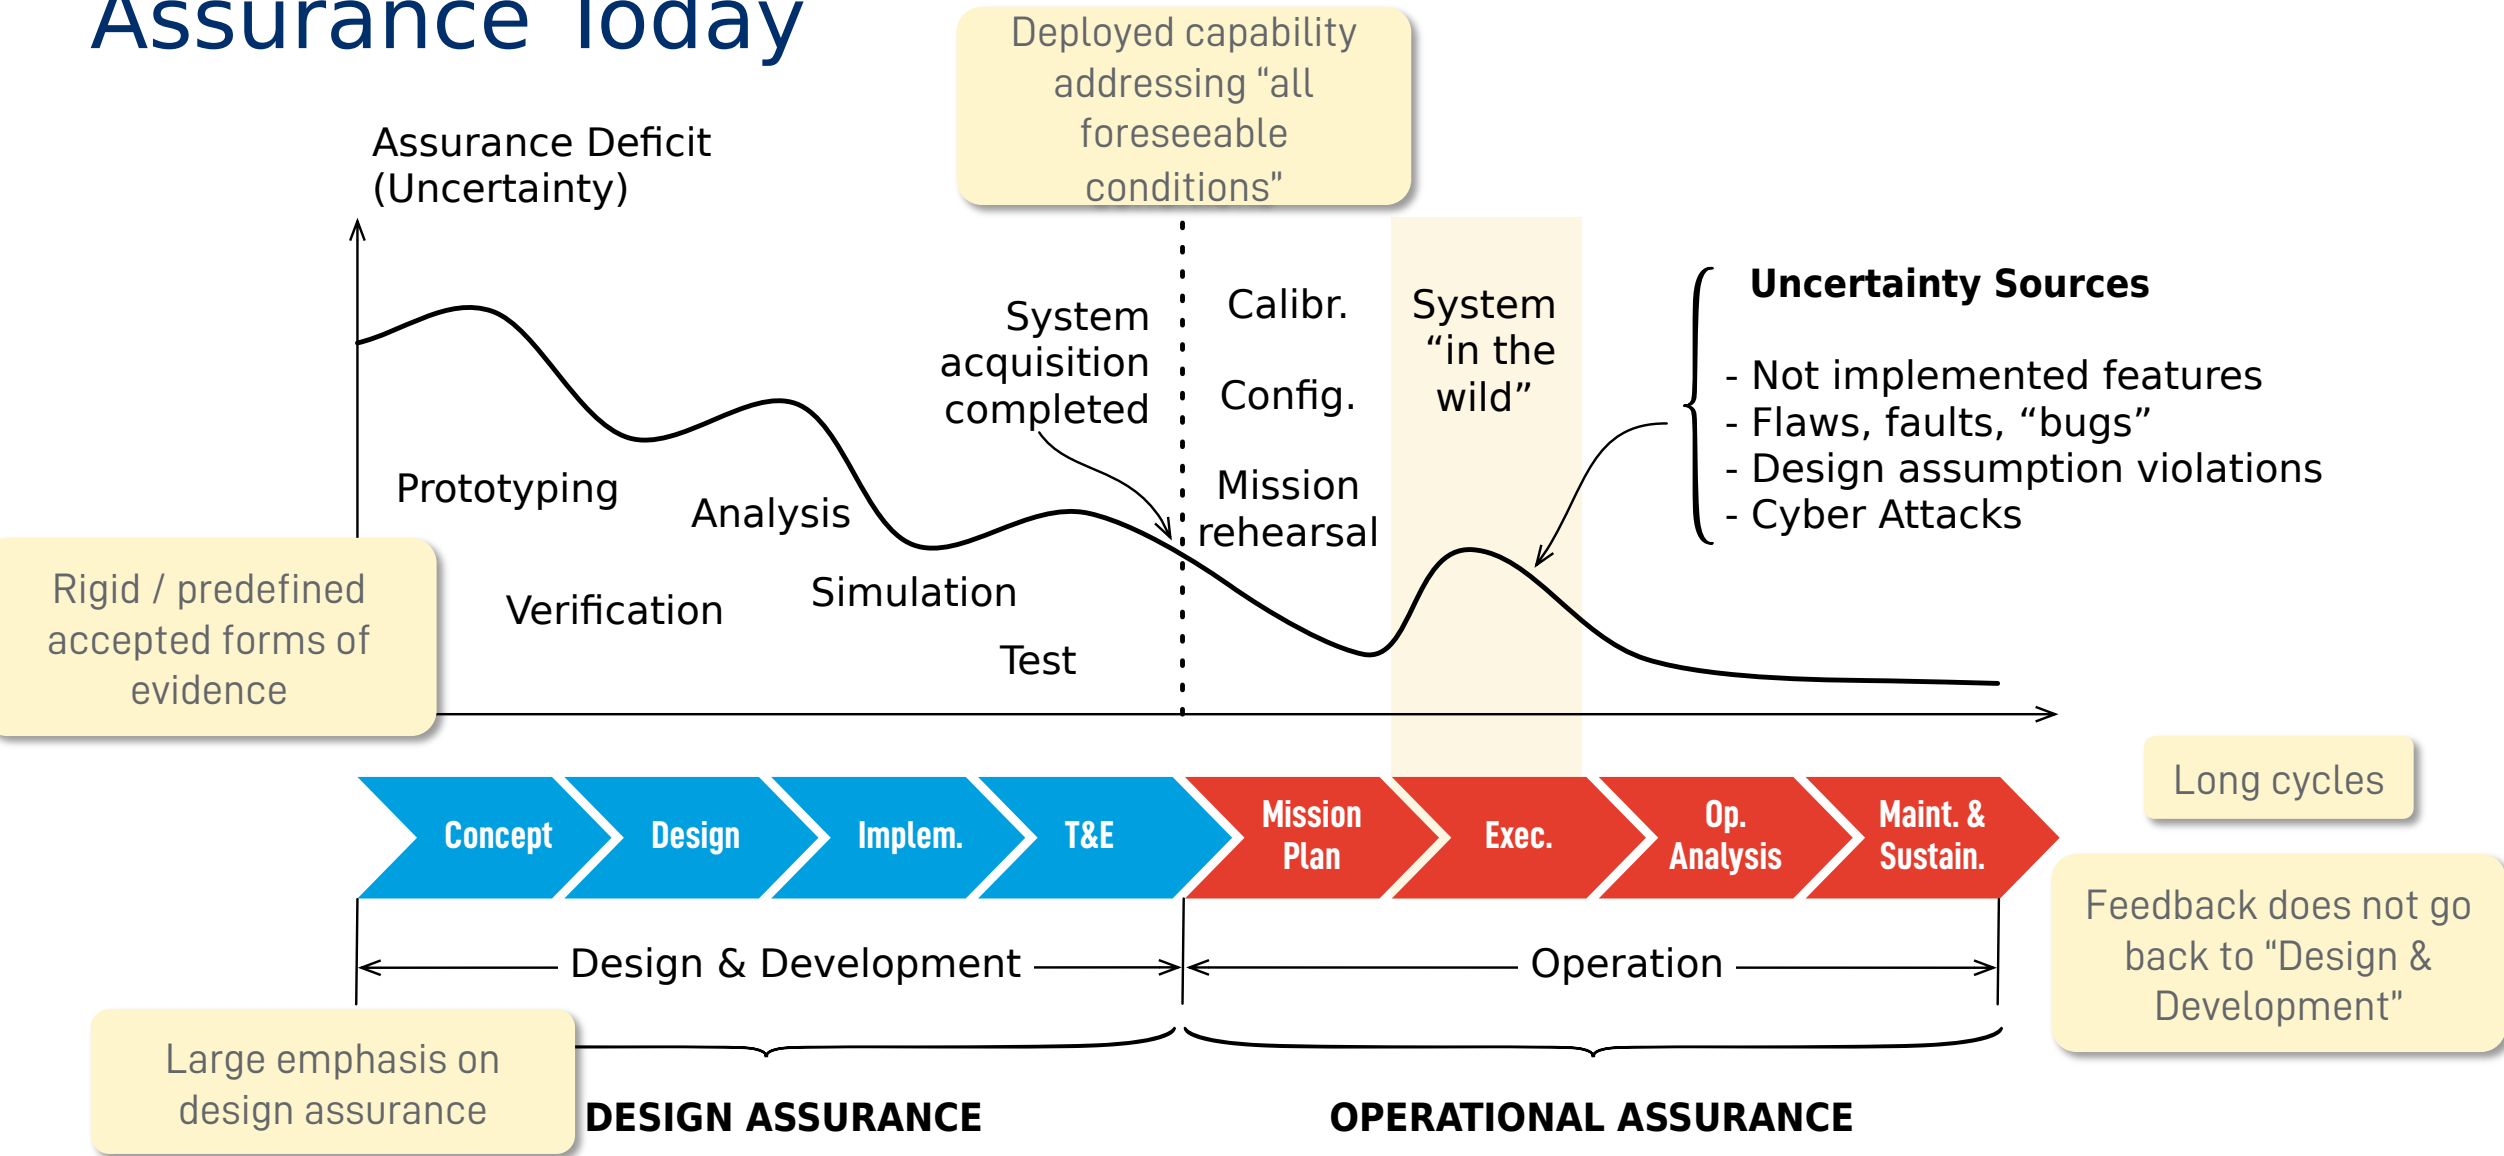 Assurance Today
Deployed capability
addressing “all
foreseeable
conditions”
Assurance Deficit
(Uncertainty)
System
acquisition
completed
Calibr.
Config.
Mission
rehearsal
System
“in the
wild”
Uncertainty Sources
- Not implemented features
- Flaws, faults, “bugs”
- Design assumption violations
- Cyber Attacks
Prototyping
Analysis
Verification
Simulation
Test
Rigid / predefined
accepted forms of
evidence
Long cycles
Concept
Design
Implem.
T&E
Mission
Plan
Exec.
Op.
Analysis
Maint. &
Sustain.
Feedback does not go
back to “Design &
Development”
Design & Development
Operation
Large emphasis on
design assurance
DESIGN ASSURANCE
OPERATIONAL ASSURANCE